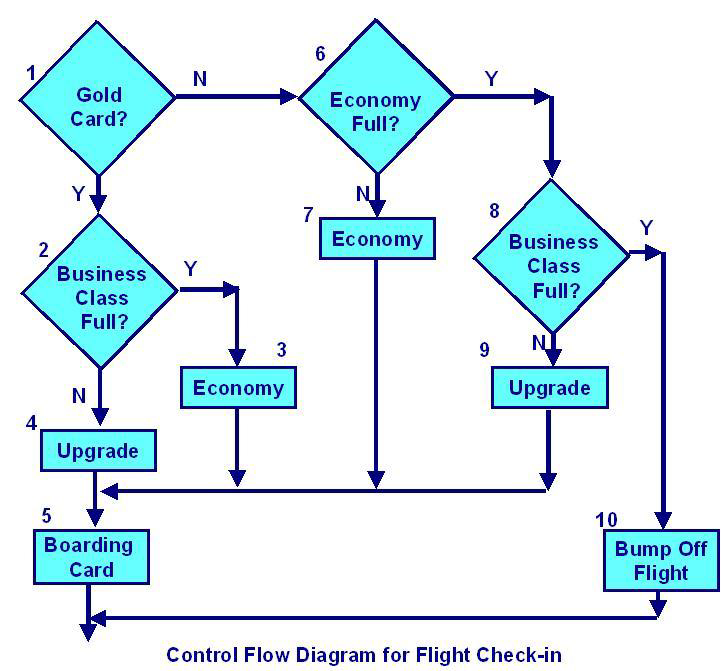 1
Gold
Card?
N
6
Economy
Full?
Y
Y
N
7
Economy
8
Business
Class
Full?
Y
2
Business
Class
Full?
Y
3
Economy
N
9
Upgrade
N
4
Upgrade
5
Boarding
Card
10
Bump Off
Flight
Control Flow Diagram for Flight Check-in